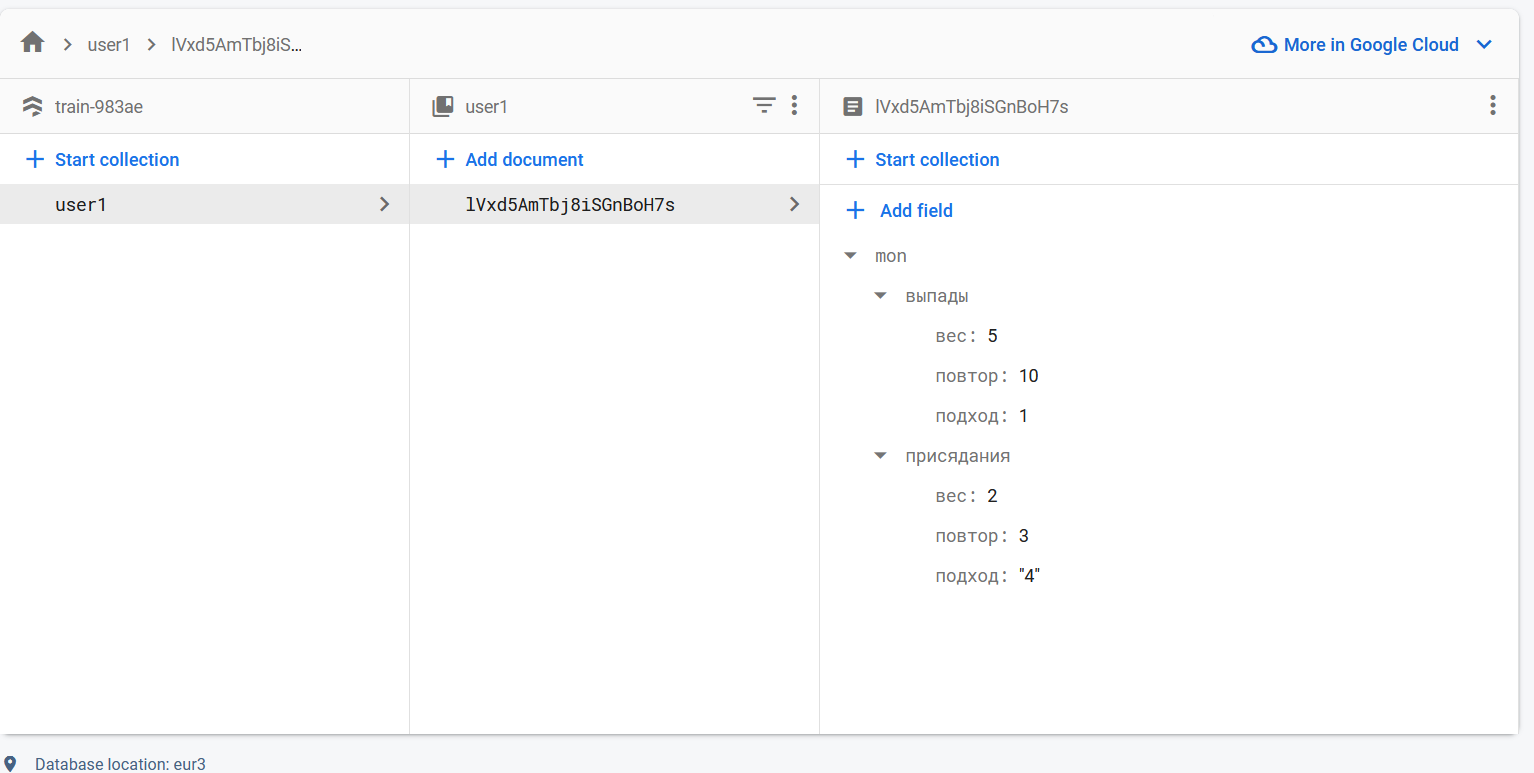 user1 lVxd5AmTbj8iS... More in Google Cloud
train-983ae user1 lVxd5AmTbj8iSGnBoH7s
Start collection Add document Start collection
user1 lVxd5AmTbj8iSGnBoH7s
Add field
mon
выпады
вес: 5
повтор: 10
подход: 1
присядания
вес: 2
повтор: 3
подход: "4"
Database location: eur3